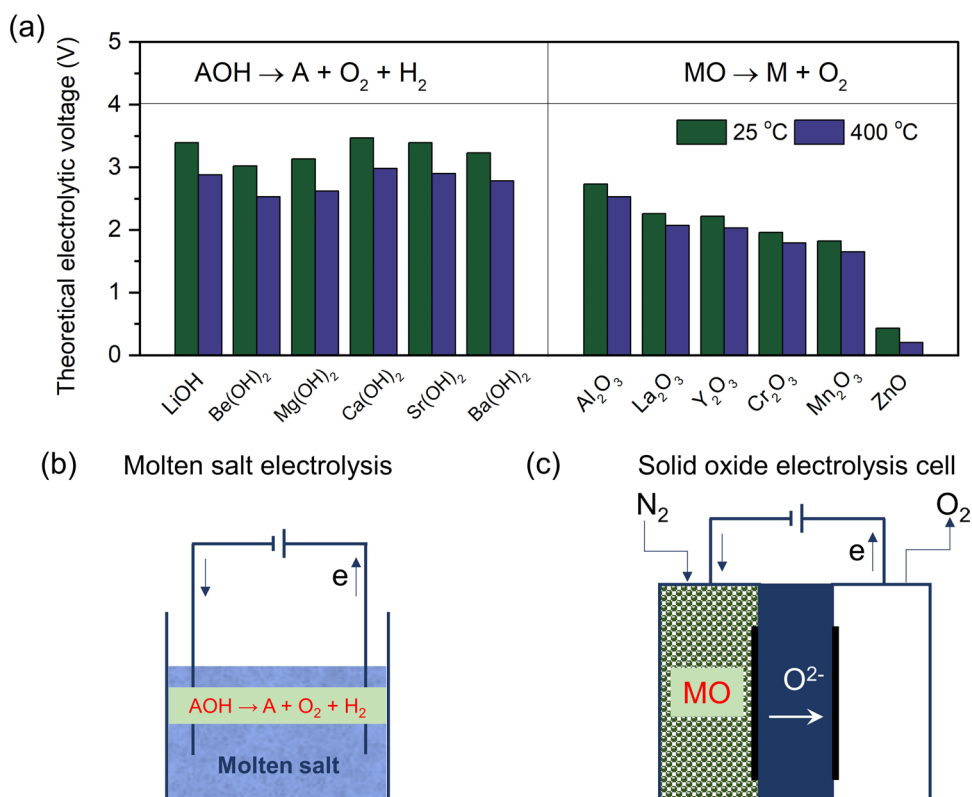 (a)
Theoretical electrolytic voltage (V)
5
4
3
2
1
0
AOH → A + O₂ + H₂
MO → M + O₂
25 °C
400 °C
LiOH
Be(OH)₂
Mg(OH)₂
Ca(OH)₂
Sr(OH)₂
Ba(OH)₂
Al₂O₃
La₂O₃
Y₂O₃
Cr₂O₃
Mn₂O₃
ZnO
(b) Molten salt electrolysis
e
AOH → A + O₂ + H₂
Molten salt
(c) Solid oxide electrolysis cell
N₂
O₂
e
MO
O²⁻